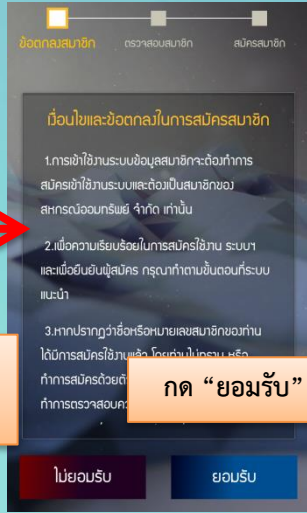 ข้อตกลงสมาชิก ตรวจสอบสมาชิก สมัครสมาชิก
เงื่อนไขและข้อตกลงในการสมัครสมาชิก
1.การเข้าใช้งานระบบข้อมูลสมาชิกจะต้องทำการ
สมัครเข้าใช้งานระบบและต้องเป็นสมาชิกของ
สหกรณ์ออมทรัพย์ จำกัด เท่านั้น
2.เพื่อความเรียบร้อยในการสมัครใช้งาน ระบบฯ
และเพื่อยืนยันผู้สมัคร กรุณาทำตามขั้นตอนที่ระบบ
แนะนำ
3.หากปรากฏว่าชื่อหรือหมายเลขสมาชิกของท่าน
ได้มีการสมัครใช้งานแล้ว โดยท่านไม่ทราบ หรือ
ทำการสมัครด้วย
ทำการตรวจสอบ
กด “ยอมรับ”
ไม่ยอมรับ ยอมรับ